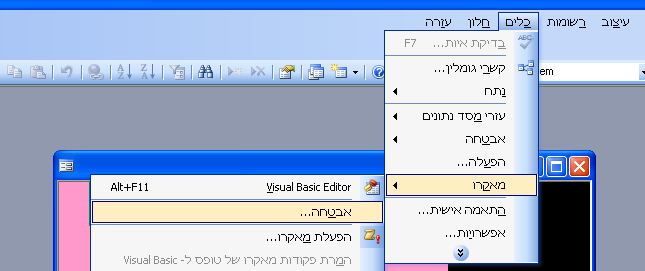 עיצוב רשומות כלים חלון עזרה
בדיקת איות... F7
קשרי גומלין...
נתח
עזרי מסד נתונים
אבטחה
הפעלה...
מאקרו
התאמה אישית...
אפשרויות...
Visual Basic Editor Alt+F11
אבטחה...
הפעלת מאקרו...
המרת פקודות מאקרו של טופס ל- Visual Basic
em